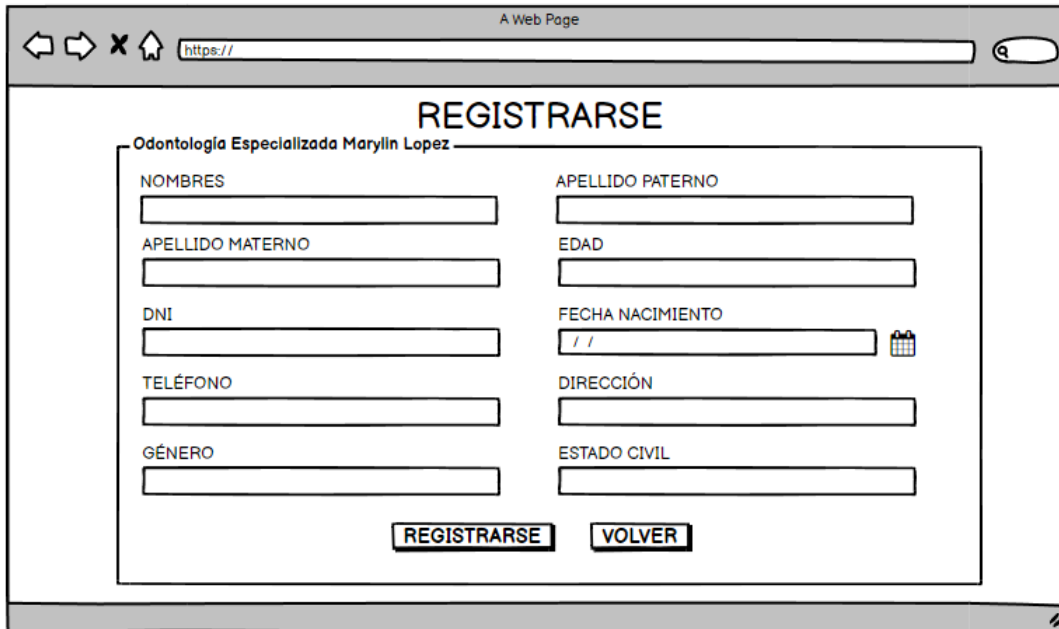 A Web Page
https://
REGISTRARSE
Odontología Especializada Marylin Lopez
NOMBRES
APELLIDO PATERNO
APELLIDO MATERNO
EDAD
DNI
FECHA NACIMIENTO
/ /
TELÉFONO
DIRECCIÓN
GÉNERO
ESTADO CIVIL
REGISTRARSE
VOLVER